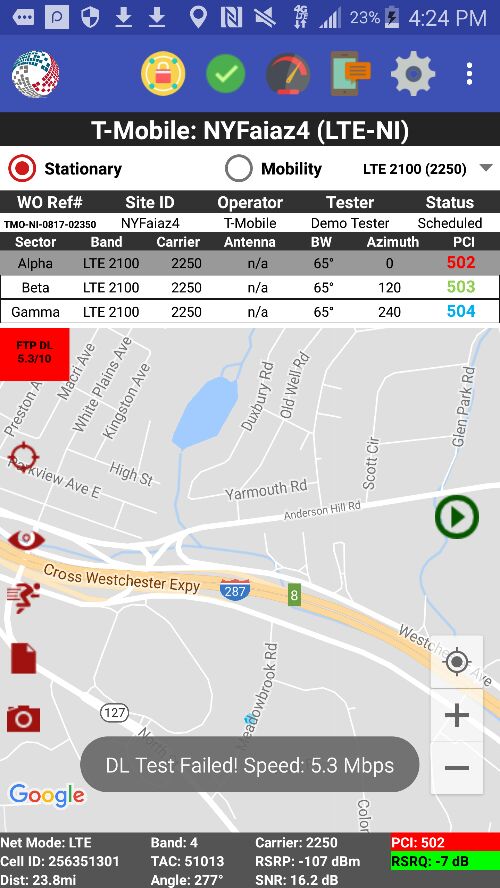 4G
LTE
23% 4:24 PM
T-Mobile: NYFaiaz4 (LTE-NI)
Stationary Mobility LTE 2100 (2250)
WO Ref# Site ID Operator Tester Status
TMO-NI-0817-02350 NYFaiaz4 T-Mobile Demo Tester Scheduled
Sector Band Carrier Antenna BW Azimuth PCI
Alpha LTE 2100 2250 n/a 65° 0 502
Beta LTE 2100 2250 n/a 65° 120 503
Gamma LTE 2100 2250 n/a 65° 240 504
FTP DL
5.3/10
Preston A
Macri Ave
White Plains Ave
Kingston Ave
Duxbury Rd
Old Well Rd
Glen Park Rd
Scott Cir
High St
Parkview Ave E
Yarmouth Rd
Anderson Hill Rd
Cross Westchester Expy
287
8
Westch Ave
Meadowbrook Rd
127
North
DL Test Failed! Speed: 5.3 Mbps
Google
Color
Net Mode: LTE Band: 4 Carrier: 2250 PCI: 502
Cell ID: 256351301 TAC: 51013 RSRP: -107 dBm RSRQ: -7 dB
Dist: 23.8mi Angle: 277° SNR: 16.2 dB